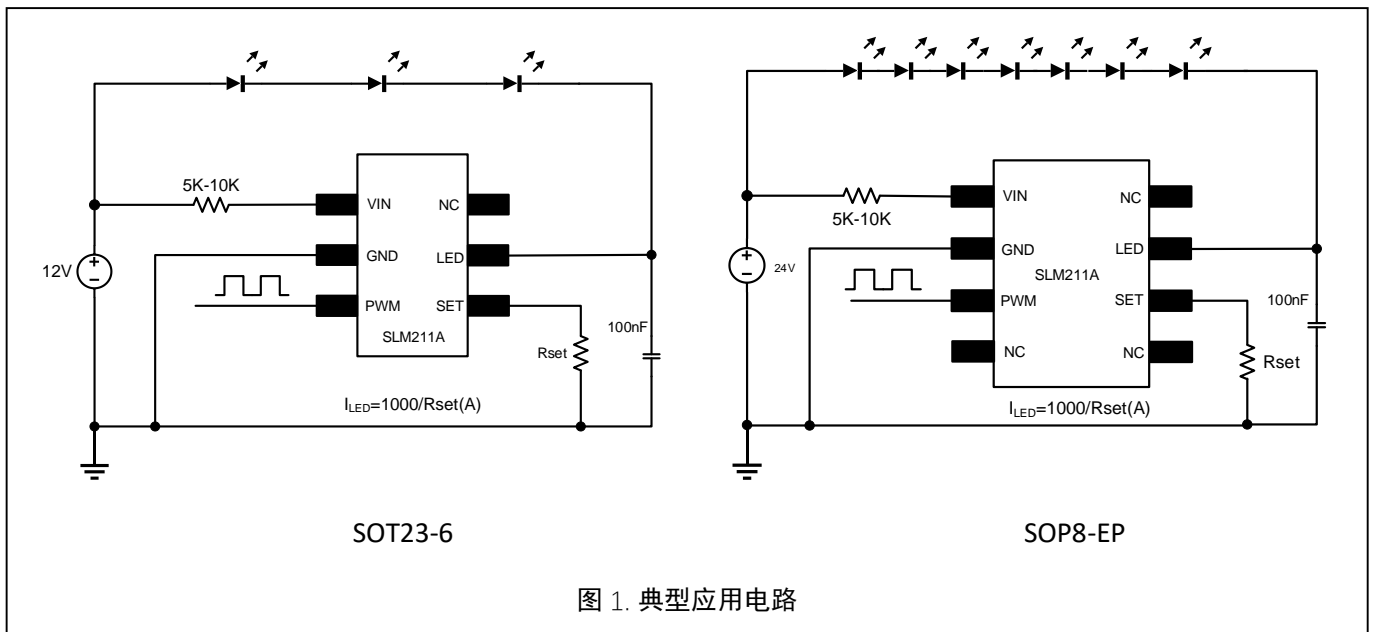 5K-10K
VIN
NC
GND
LED
12V
PWM
SET
SLM211A
100nF
Rset
I_LED=1000/Rset(A)
SOT23-6
VIN
NC
5K-10K
GND
LED
24V
SLM211A
PWM
SET
100nF
NC
NC
Rset
I_LED=1000/Rset(A)
SOP8-EP
图 1. 典型应用电路